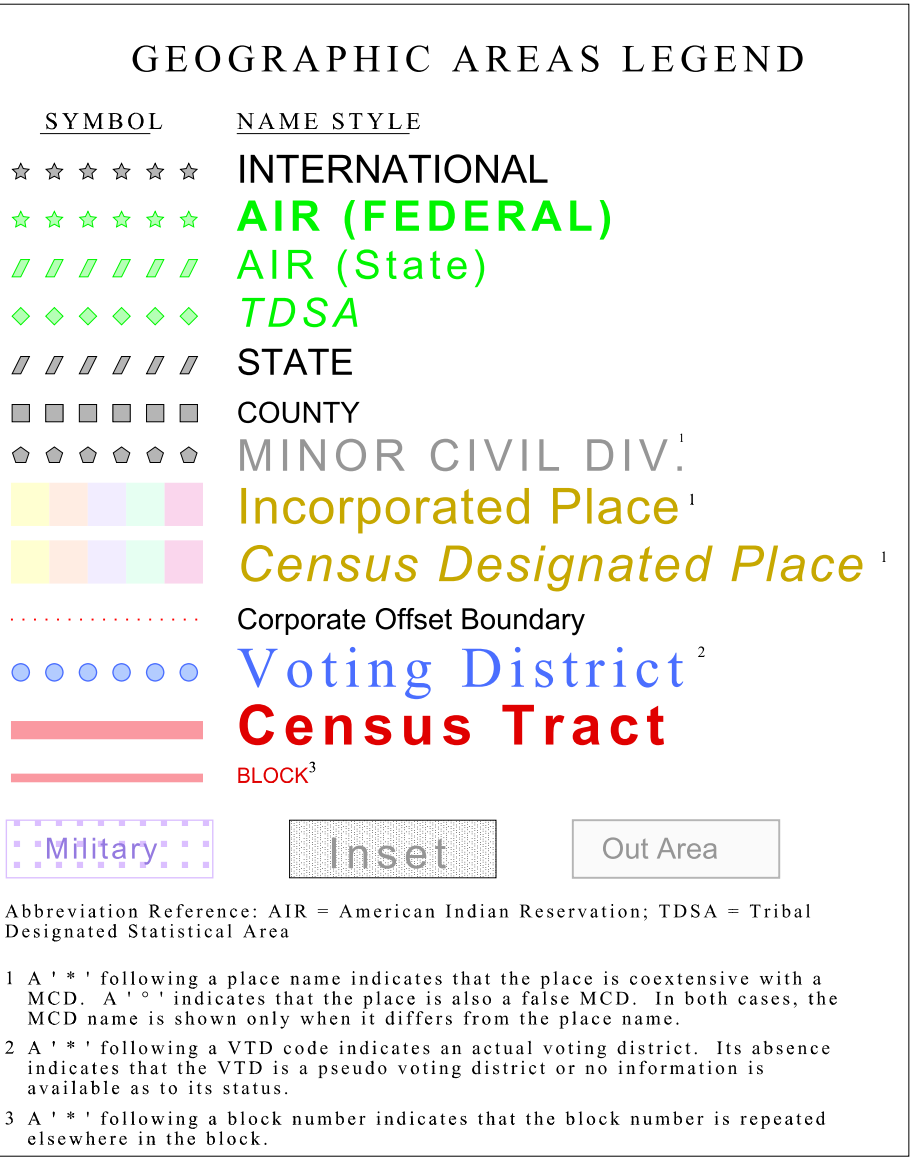 GEOGRAPHIC AREAS LEGEND
SYMBOL NAME STYLE
INTERNATIONAL
AIR (FEDERAL)
AIR (State)
TDSA
STATE
COUNTY
MINOR CIVIL DIV. 1
Incorporated Place 1
Census Designated Place 1
Corporate Offset Boundary
Voting District 2
Census Tract
BLOCK3
Military Inset Out Area
Abbreviation Reference: AIR = American Indian Reservation; TDSA = Tribal
Designated Statistical Area
1 A ' * ' following a place name indicates that the place is coextensive with a
MCD. A ' ° ' indicates that the place is also a false MCD. In both cases, the
MCD name is shown only when it differs from the place name.
2 A ' * ' following a VTD code indicates an actual voting district. Its absence
indicates that the VTD is a pseudo voting district or no information is
available as to its status.
3 A ' * ' following a block number indicates that the block number is repeated
elsewhere in the block.